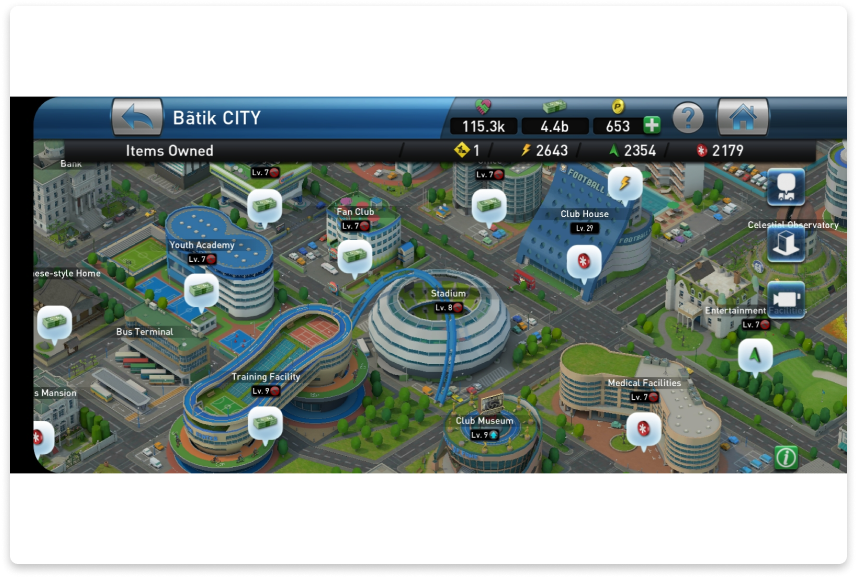 Bãtik CITY
115.3k
4.4b
P
653
?
Items Owned
1
2643
2354
2179
Bank
Lv. 7
Lv. 7
FOOTBALL
Fan Club
Lv. 7
Club House
Lv. 29
FOOTBALL
Celestial Observatory
Youth Academy
Lv. 7
nese-style Home
Stadium
Lv. 8
Entertainment Facilities
Lv. 7
Bus Terminal
Training Facility
Lv. 9
Medical Facilities
Lv. 7
s Mansion
Club Museum
Lv. 9
i